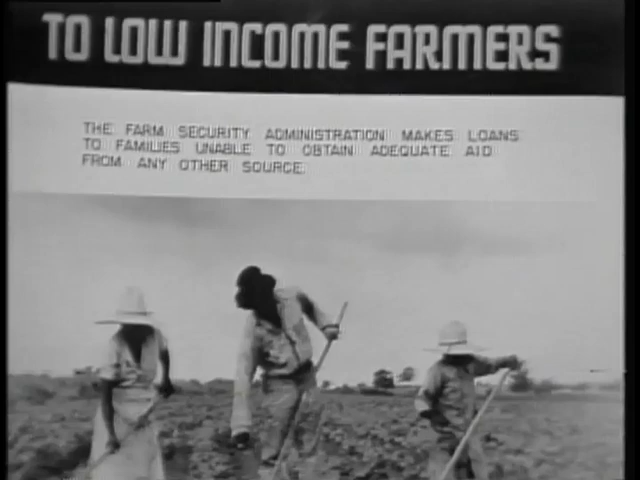 TO LOW INCOME FARMERS
THE FARM SECURITY ADMINISTRATION MAKES LOANS
TO FAMILIES UNABLE TO OBTAIN ADEQUATE AID
FROM ANY OTHER SOURCE.